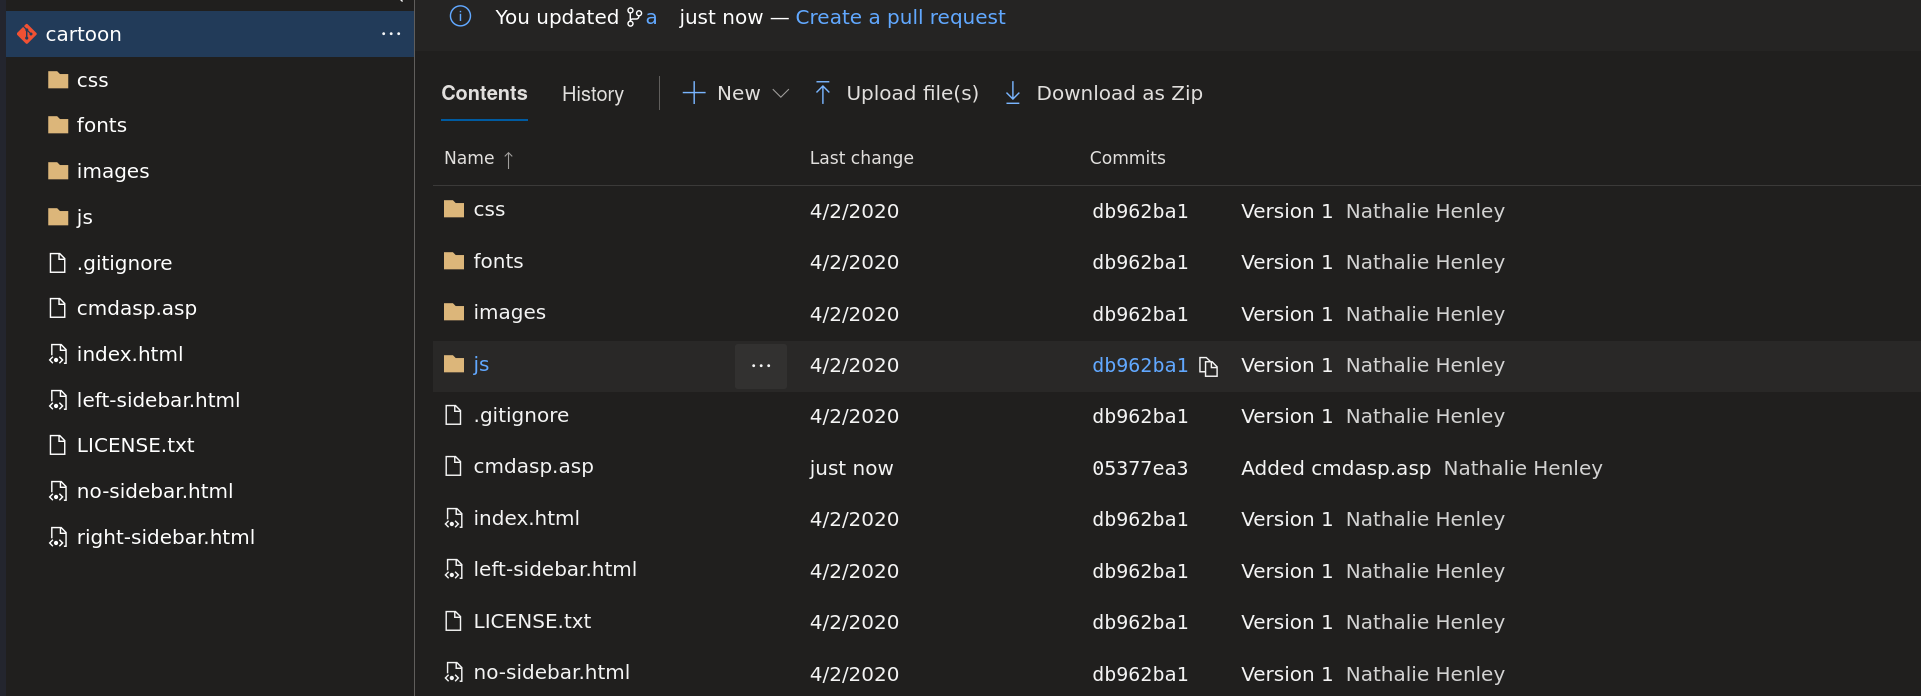 cartoon ...
css
fonts
images
js
.gitignore
cmdasp.asp
index.html
left-sidebar.html
LICENSE.txt
no-sidebar.html
right-sidebar.html
You updated a just now — Create a pull request
Contents History New Upload file(s) Download as Zip
Name ↑ Last change Commits
css 4/2/2020 db962ba1 Version 1 Nathalie Henley
fonts 4/2/2020 db962ba1 Version 1 Nathalie Henley
images 4/2/2020 db962ba1 Version 1 Nathalie Henley
js ... 4/2/2020 db962ba1 Version 1 Nathalie Henley
.gitignore 4/2/2020 db962ba1 Version 1 Nathalie Henley
cmdasp.asp just now 05377ea3 Added cmdasp.asp Nathalie Henley
index.html 4/2/2020 db962ba1 Version 1 Nathalie Henley
left-sidebar.html 4/2/2020 db962ba1 Version 1 Nathalie Henley
LICENSE.txt 4/2/2020 db962ba1 Version 1 Nathalie Henley
no-sidebar.html 4/2/2020 db962ba1 Version 1 Nathalie Henley